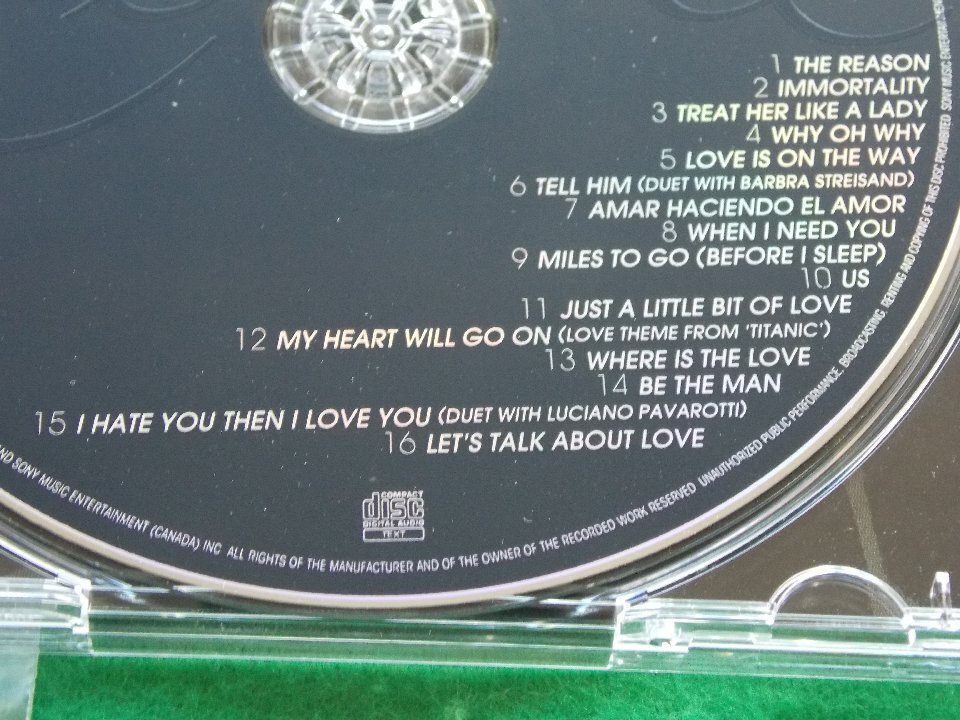 1 THE REASON
2 IMMORTALITY
3 TREAT HER LIKE A LADY
4 WHY OH WHY
5 LOVE IS ON THE WAY
6 TELL HIM (DUET WITH BARBRA STREISAND)
7 AMAR HACIENDO EL AMOR
8 WHEN I NEED YOU
9 MILES TO GO (BEFORE I SLEEP)
10 US
11 JUST A LITTLE BIT OF LOVE
12 MY HEART WILL GO ON (LOVE THEME FROM 'TITANIC')
13 WHERE IS THE LOVE
14 BE THE MAN
15 I HATE YOU THEN I LOVE YOU (DUET WITH LUCIANO PAVAROTTI)
16 LET'S TALK ABOUT LOVE
COMPACT
disc
DIGITAL AUDIO
TEXT
SONY MUSIC ENTERTAINMENT (CANADA) INC ALL RIGHTS OF THE MANUFACTURER AND OF THE OWNER OF THE RECORDED WORK RESERVED UNAUTHORIZED PUBLIC PERFORMANCE, BROADCASTING, RENTING AND COPYING OF THIS DISC PROHIBITED SONY MUSIC